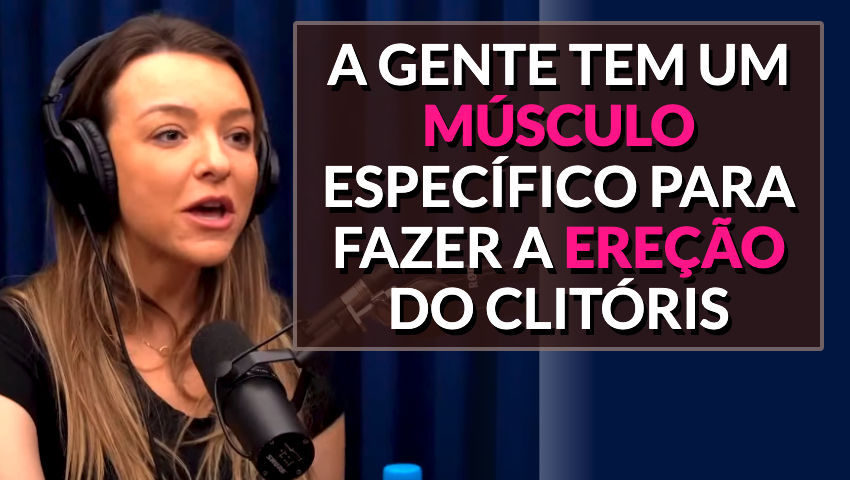 A GENTE TEM UM
MÚSCULO
ESPECÍFICO PARA
FAZER A EREÇÃO
DO CLITÓRIS